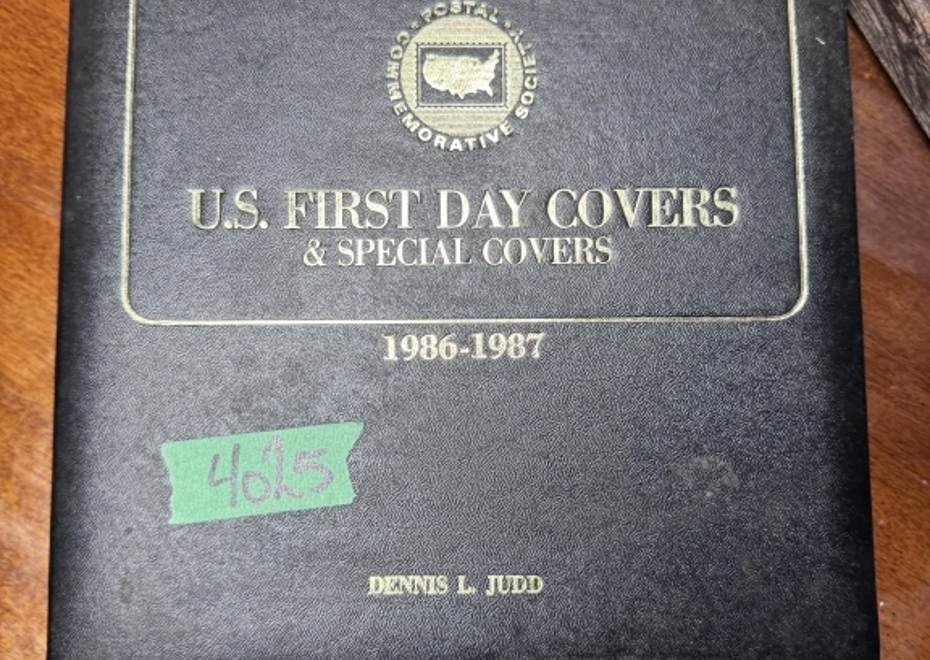 POSTAL COMMEMORATIVE SOCIETY
U.S. FIRST DAY COVERS
& SPECIAL COVERS
1986-1987
4025
DENNIS L. JUDD